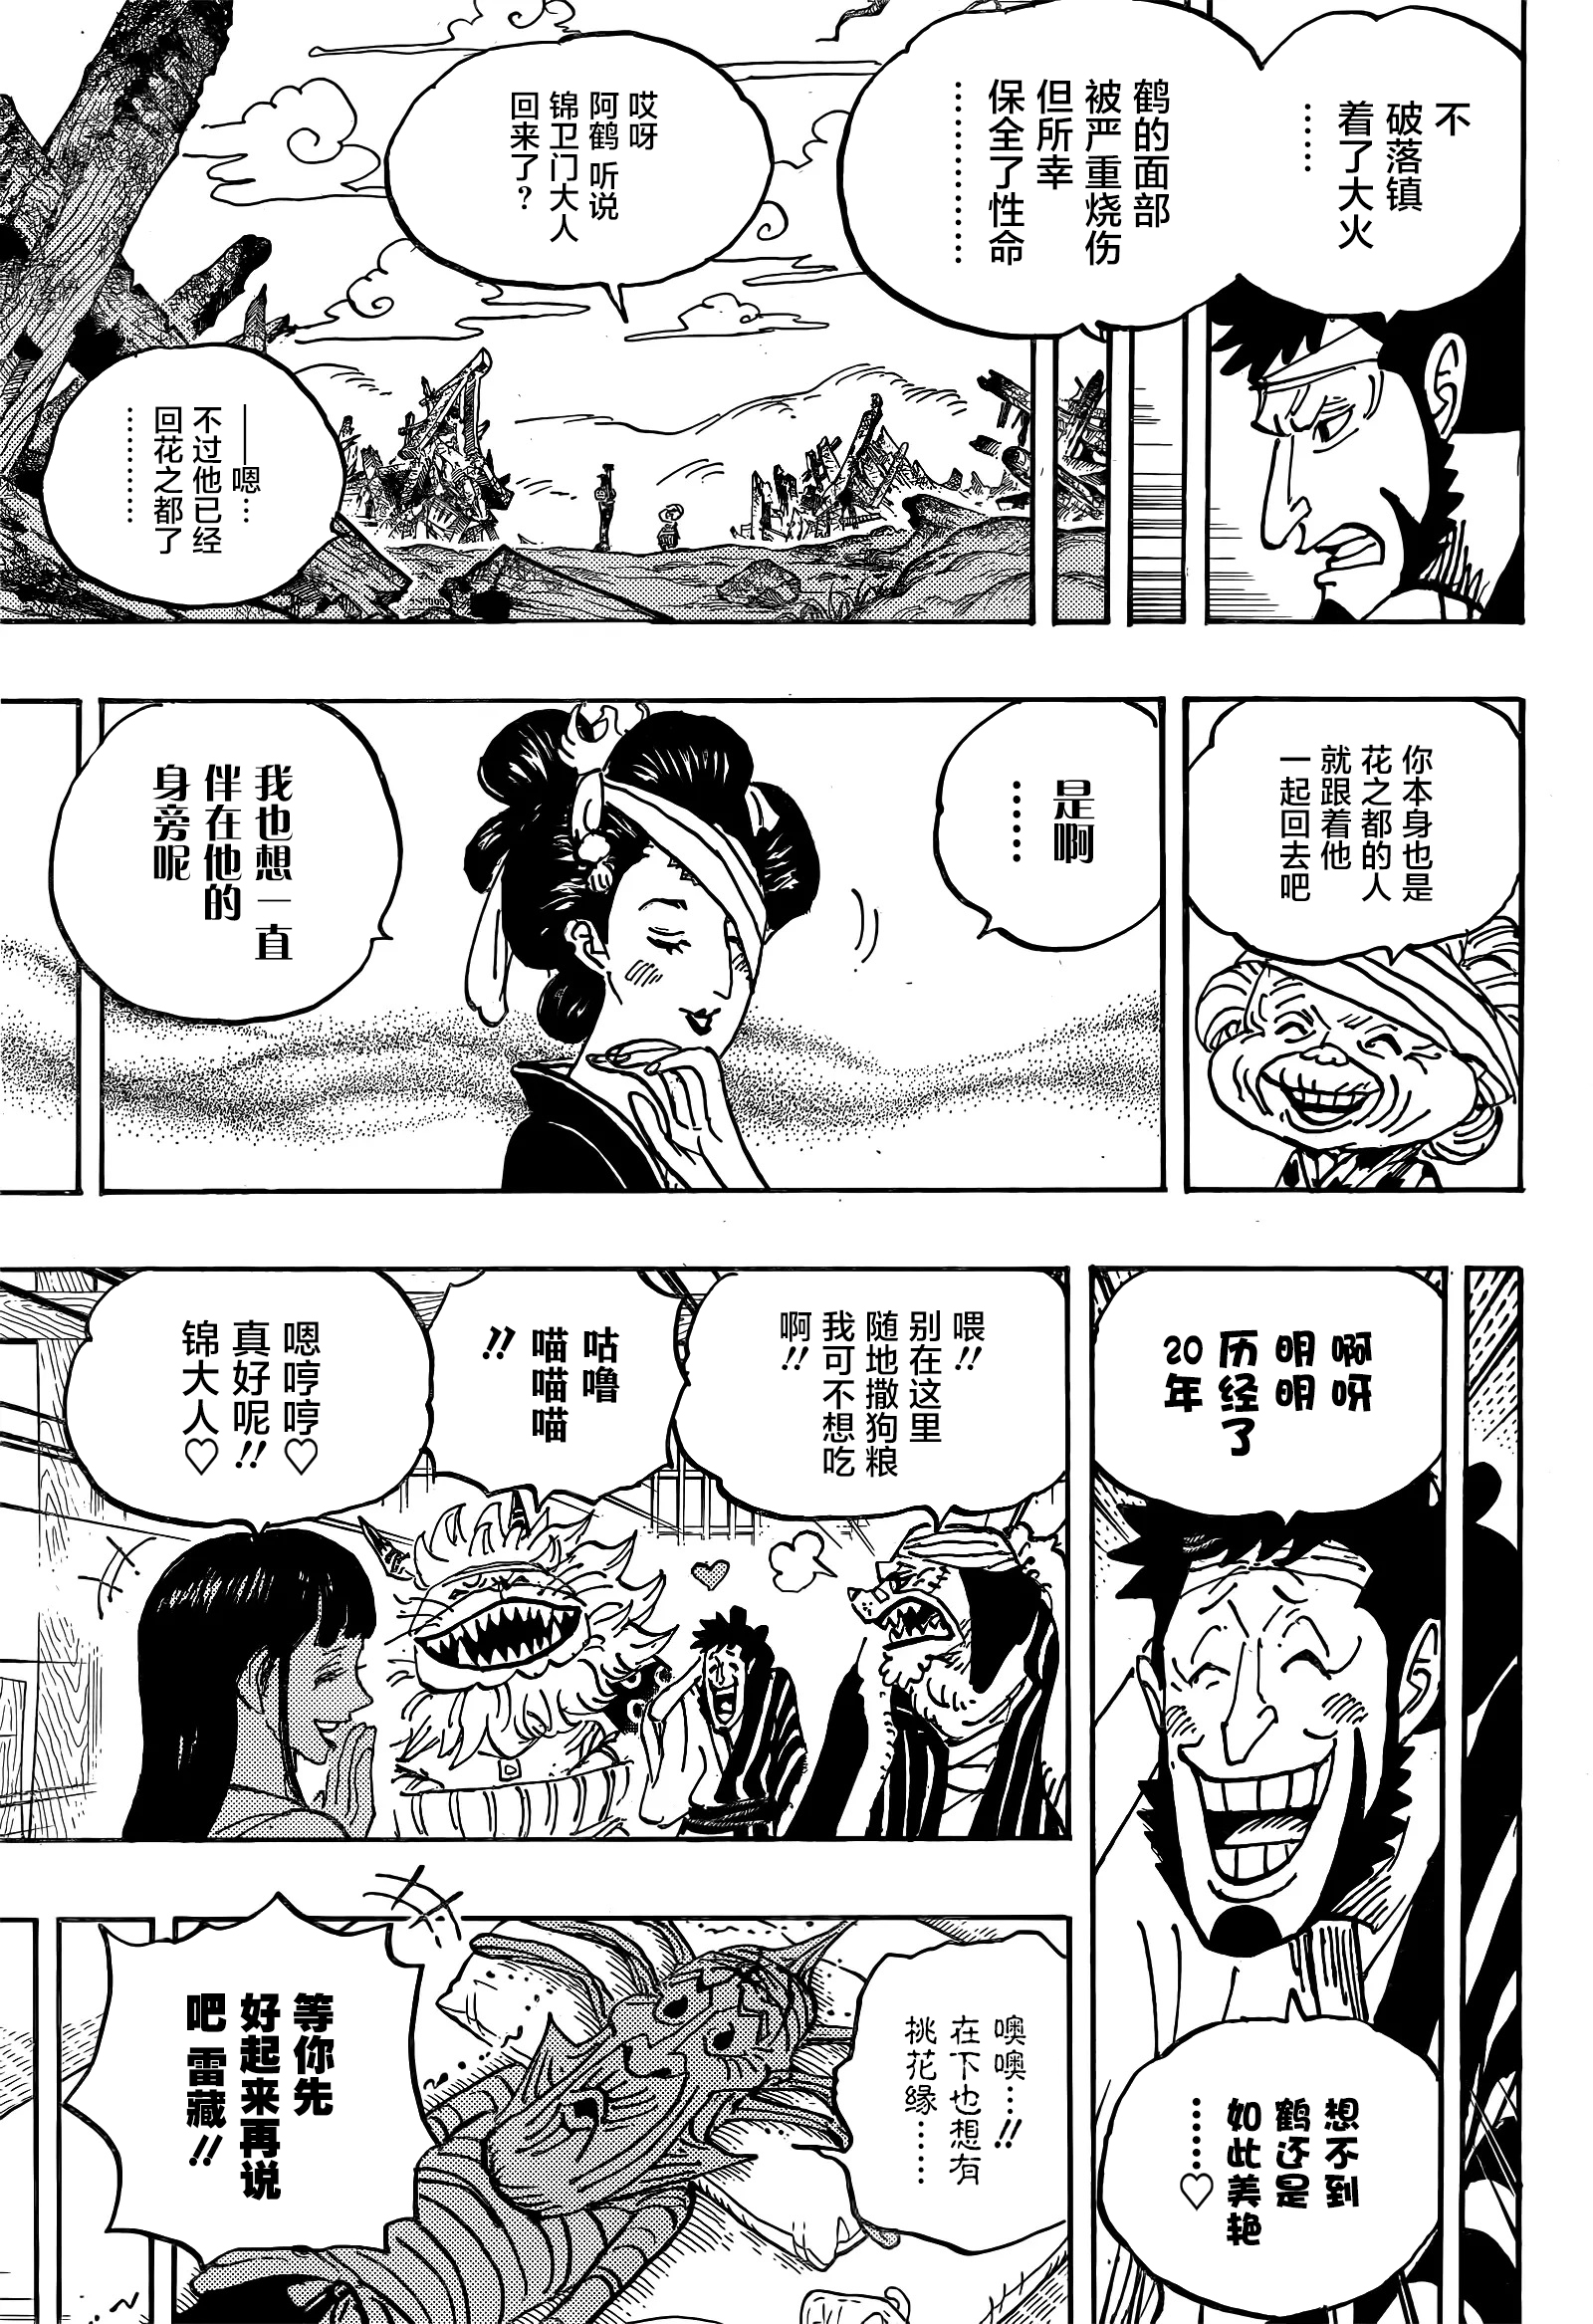 不
破落镇
着了大火
……
鹤的面部
被严重烧伤
但所幸
保全了性命
…………
哎呀
阿鹤 听说
锦卫门大人
回来了?
——嗯…
不过他已经
回花之都了
…………
你本身也是
花之都的人
就跟着他
一起回去吧
是啊
……
我也想一直
伴在他的
身旁呢
啊呀
明明
历经了
20年
想不到
鹤还是
如此美艳
……♡
喂!!
别在这里
随地撒狗粮
我可不想吃
啊!!
咕噜
喵喵喵
!!
嗯哼哼♡
真好呢!!
锦大人♡
噢噢…!!
在下也想有
挑花缘……
等你先
好起来再说
吧 雷藏!!